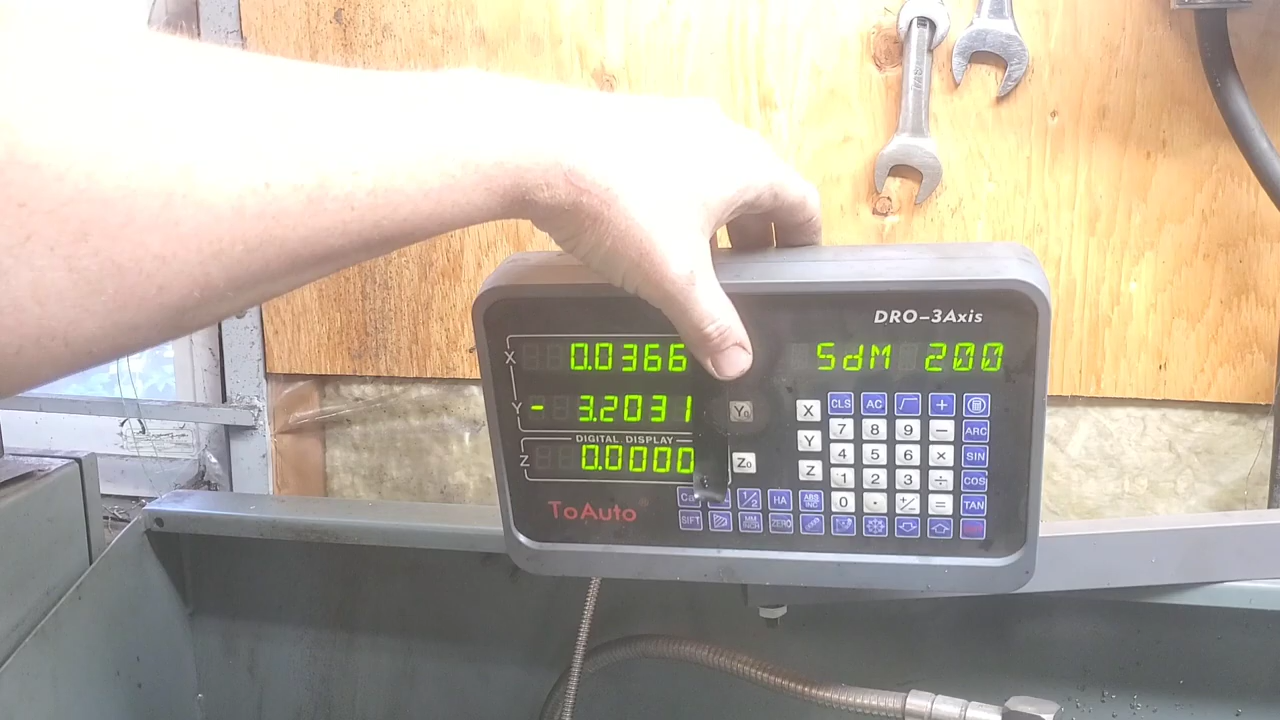 DRO-3Axis
X 0.0366 SdM 200
Y - 3.2031 Y₀
DIGITAL DISPLAY
Z 0.0000 Z₀
ToAuto
X CLS AC √ +
7 8 9 - ARC
Y 4 5 6 × SIN
Z 1 2 3 ÷ COS
1/2 HA ABS INC 0 · +/- = TAN
SIFT MM INCH ZERO